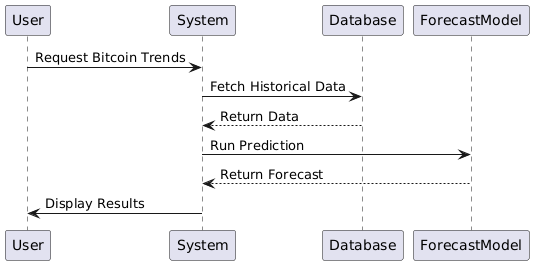 User System Database ForecastModel
Request Bitcoin Trends
Fetch Historical Data
Return Data
Run Prediction
Return Forecast
Display Results
User System Database ForecastModel